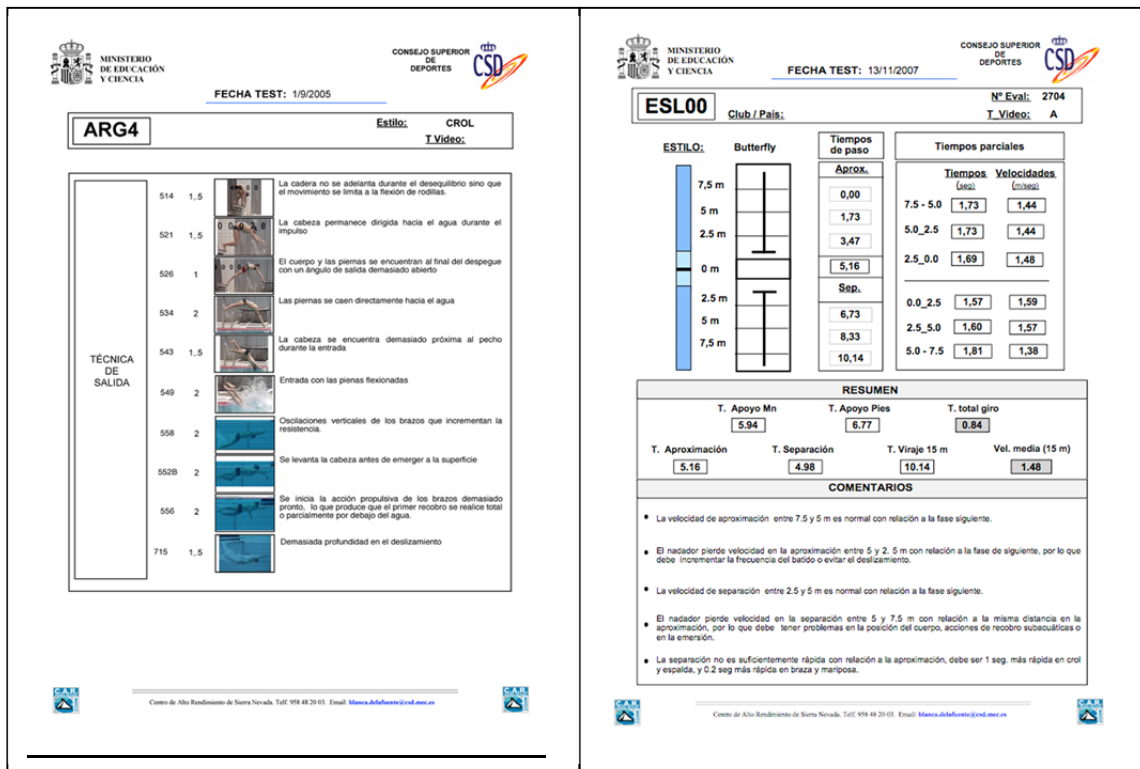 MINISTERIO
DE EDUCACIÓN
Y CIENCIA
CONSEJO SUPERIOR
DE
DEPORTES
CSD
FECHA TEST: 1/9/2005
ARG4
Estilo: CROL
T Video:
TÉCNICA
DE
SALIDA
514 1,.5 La cadera no se adelanta durante el desequilibrio sino que
el movimiento se limita a la flexión de rodillas.
521 1,.5 La cabeza permanece dirigida hacia el agua durante el
impulso
526 1 El cuerpo y las piernas se encuentran al final del despegue
con un ángulo de salida demasiado abierto
534 2 Las piernas se caen directamente hacia el agua
543 1,.5 La cabeza se encuentra demasiado próxima al pecho
durante la entrada
549 2 Entrada con las pienas flexionadas
558 2 Oscilaciones verticales de los brazos que incrementan la
resistencia.
552B 2 Se levanta la cabeza antes de emerger a la superficie
556 2 Se inicia la acción propulsiva de los brazos demasiado
pronto, lo que produce que el primer recobro se realice total
o parcialmente por debajo del agua.
715 1,.5 Demasiada profundidad en el deslizamiento
C.A.R.
Centro de Alto Rendimiento de Sierra Nevada. Telf. 958 48 20 03. Email: blanca.delafuente@csd.mec.es
C.A.R.
MINISTERIO
DE EDUCACIÓN
Y CIENCIA
CONSEJO SUPERIOR
DE
DEPORTES
CSD
FECHA TEST: 13/11/2007
ESL00
Club / País:
Nº Eval: 2704
T_Video: A
ESTILO: Butterfly
7,5 m
5 m
2.5 m
0 m
2.5 m
5 m
7,5 m
Tiempos
de paso
Aprox.
0,00
1,73
3,47
5,16
Sep.
6,73
8,33
10,14
Tiempos parciales
Tiempos Velocidades
(seg) (m/seg)
7.5 - 5.0 1,73 1,44
5.0_2.5 1,73 1,44
2.5_0.0 1,69 1,48
0.0_2.5 1,57 1,59
2.5_5.0 1,60 1,57
5.0 - 7.5 1,81 1,38
RESUMEN
T. Apoyo Mn T. Apoyo Pies T. total giro
5.94 6.77 0.84
T. Aproximación T. Separación T. Viraje 15 m Vel. media (15 m)
5.16 4.98 10.14 1.48
COMENTARIOS
• La velocidad de aproximación entre 7.5 y 5 m es normal con relación a la fase siguiente.
• El nadador pierde velocidad en la aproximación entre 5 y 2. 5 m con relación a la fase de siguiente, por lo que
debe incrementar la frecuencia del batido o evitar el deslizamiento.
• La velocidad de separación entre 2.5 y 5 m es normal con relación a la fase siguiente.
• El nadador pierde velocidad en la separación entre 5 y 7.5 m con relación a la misma distancia en la
aproximación, por lo que debe tener problemas en la posición del cuerpo, acciones de recobro subacuáticas o
en la emersión.
• La separación no es suficientemente rápida con relación a la aproximación, debe ser 1 seg. más rápida en crol
y espalda, y 0.2 seg más rápida en braza y mariposa.
C.A.R.
Centro de Alto Rendimiento de Sierra Nevada. Telf. 958 48 20 03. Email: blanca.delafuente@csd.mec.es
C.A.R.